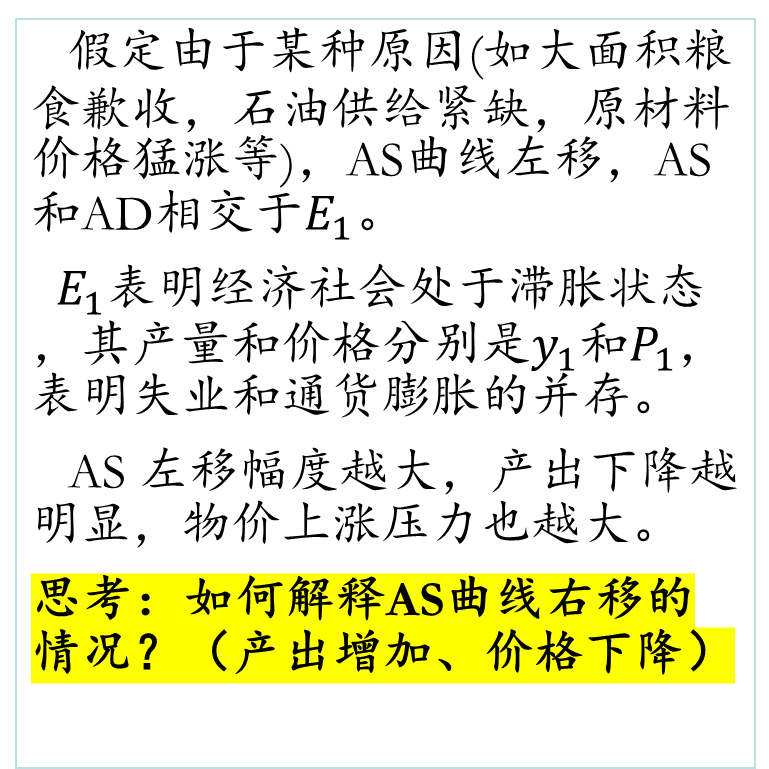 假定由于某种原因(如大面积粮
食歉收，石油供给紧缺，原材料
价格猛涨等)，AS曲线左移，AS
和AD相交于E₁。
E₁表明经济社会处于滞胀状态
，其产量和价格分别是y₁和P₁，
表明失业和通货膨胀的并存。
AS 左移幅度越大，产出下降越
明显，物价上涨压力也越大。
思考：如何解释AS曲线右移的
情况？（产出增加、价格下降）